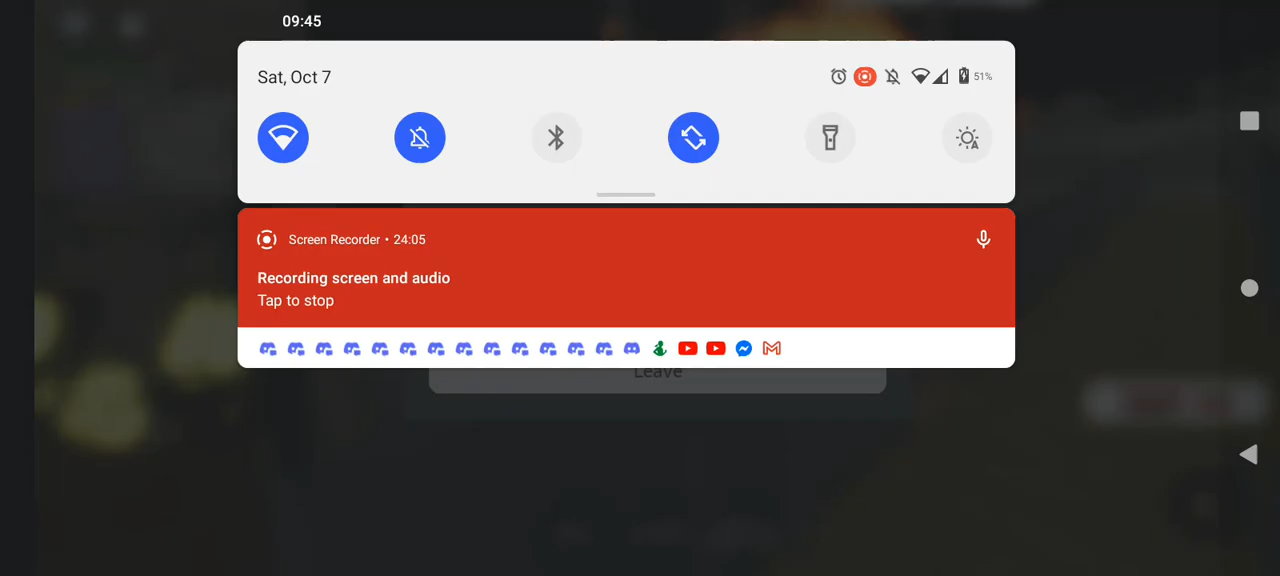 09:45
Sat, Oct 7
51%
Screen Recorder • 24:05
Recording screen and audio
Tap to stop
Leave